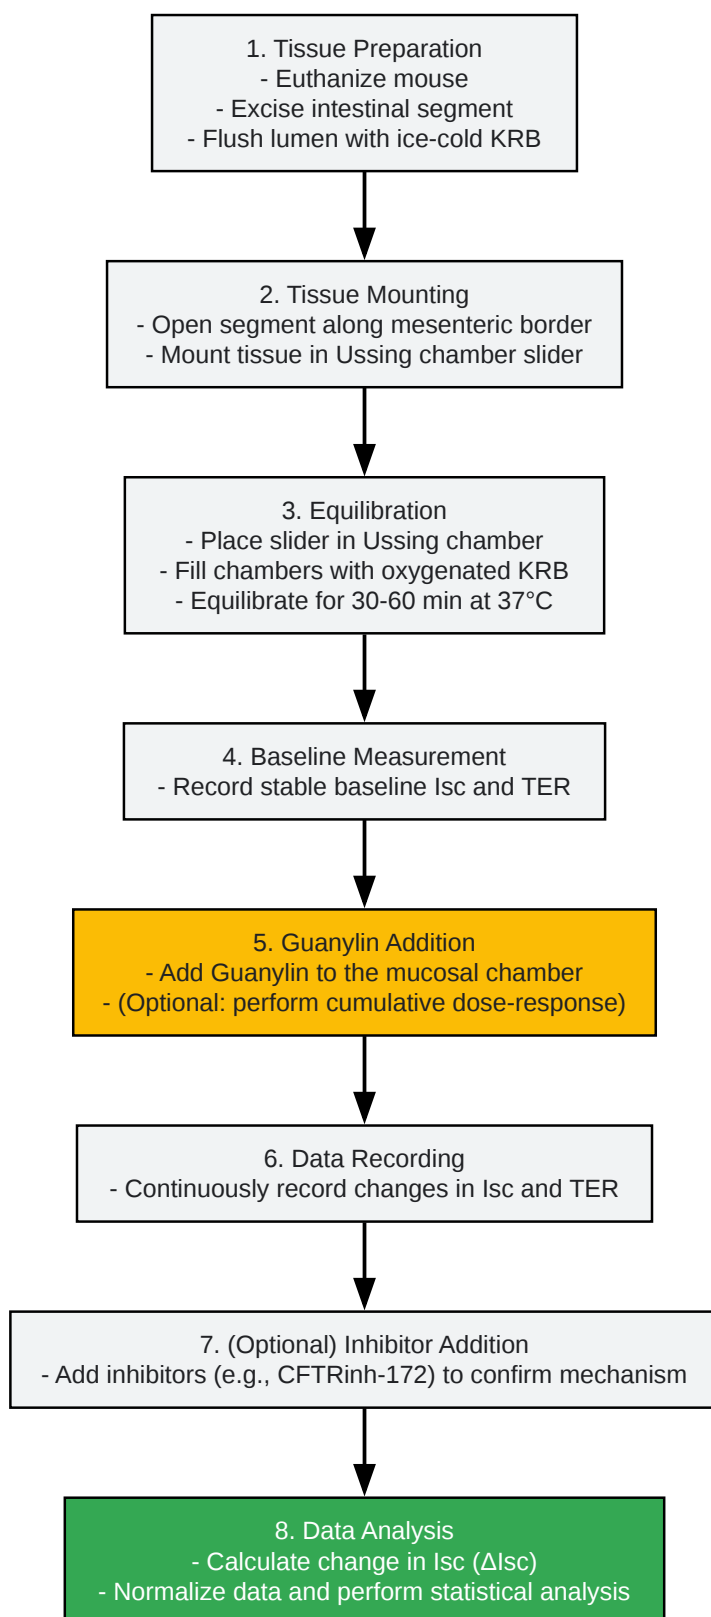 1. Tissue Preparation
- Euthanize mouse
- Excise intestinal segment
- Flush lumen with ice-cold KRB
2. Tissue Mounting
- Open segment along mesenteric border
- Mount tissue in Ussing chamber slider
3. Equilibration
- Place slider in Ussing chamber
- Fill chambers with oxygenated KRB
- Equilibrate for 30-60 min at 37°C
4. Baseline Measurement
- Record stable baseline Isc and TER
5. Guanylin Addition
- Add Guanylin to the mucosal chamber
- (Optional: perform cumulative dose-response)
6. Data Recording
- Continuously record changes in Isc and TER
7. (Optional) Inhibitor Addition
- Add inhibitors (e.g., CFTRinh-172) to confirm mechanism
8. Data Analysis
- Calculate change in Isc (ΔIsc)
- Normalize data and perform statistical analysis